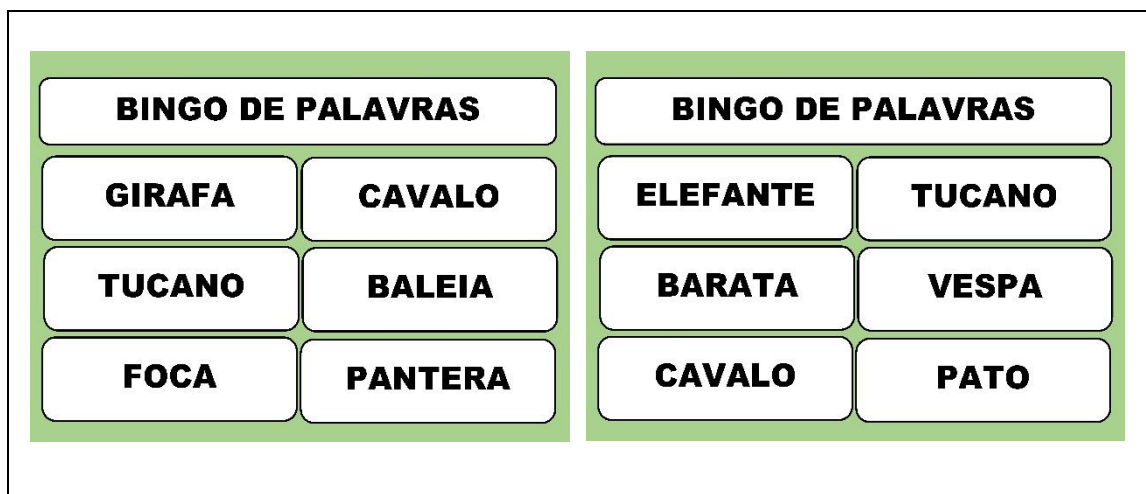 BINGO DE PALAVRAS
GIRAFA CAVALO
TUCANO BALEIA
FOCA PANTERA
BINGO DE PALAVRAS
ELEFANTE TUCANO
BARATA VESPA
CAVALO PATO